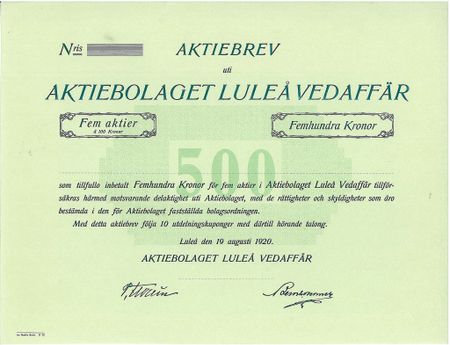 Nris AKTIEBREV
uti
AKTIEBOLAGET LULEÅ VEDAFFÄR
Fem aktier
à 100 Kronor
Femhundra Kronor
500
som tillfullo inbetalt Femhundra Kronor för fem aktier i Aktiebolaget Luleå Vedaffär tillför-
säkras härmed motsvarande delaktighet uti Aktiebolaget, med de rättigheter och skyldigheter som äro
bestämda i den för Aktiebolaget fastställda bolagsordningen.
Med detta aktiebrev följa 10 utdelningskuponger med därtill hörande talong.
Luleå den 19 augusti 1920.
AKTIEBOLAGET LULEÅ VEDAFFÄR